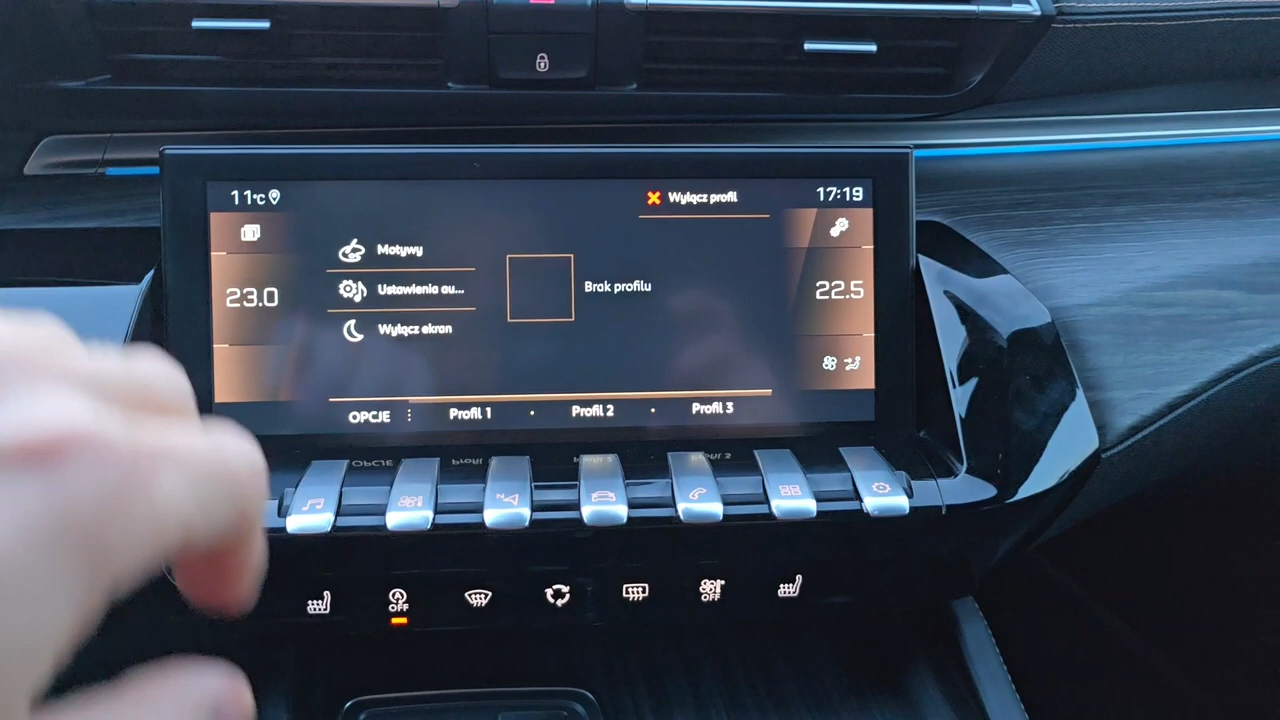 11°C
Wyłącz profil
17:19
Motywy
23.0
Ustawienia au...
Brak profilu
22.5
Wyłącz ekran
OPCJE
Profil 1
Profil 2
Profil 3
N
A
OFF
OFF